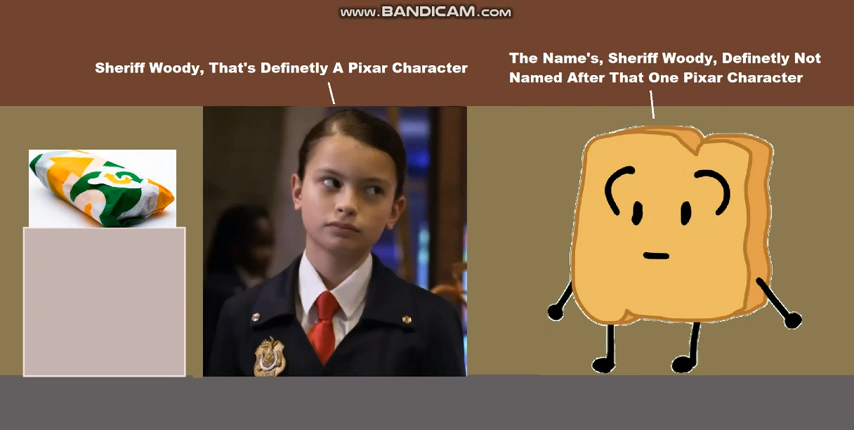 www.BANDICAM.com
Sheriff Woody, That's Definetly A Pixar Character
The Name's, Sheriff Woody, Definetly Not
Named After That One Pixar Character